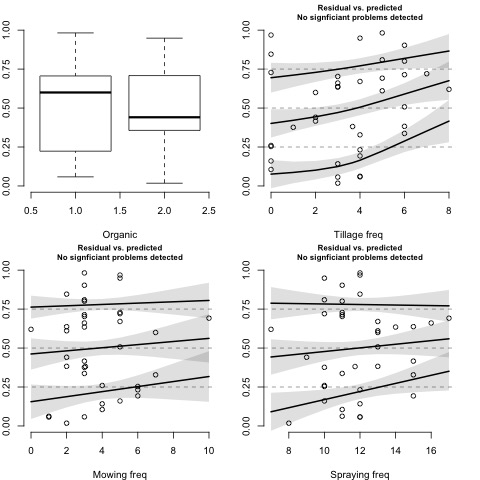 0.00 0.25 0.50 0.75 1.00
0.5 1.0 1.5 2.0 2.5
Organic
Residual vs. predicted
No signficiant problems detected
0.00 0.25 0.50 0.75 1.00
0 2 4 6 8
Tillage freq
Residual vs. predicted
No signficiant problems detected
0.00 0.25 0.50 0.75 1.00
0 2 4 6 8 10
Mowing freq
Residual vs. predicted
No signficiant problems detected
0.00 0.25 0.50 0.75 1.00
8 10 12 14 16
Spraying freq